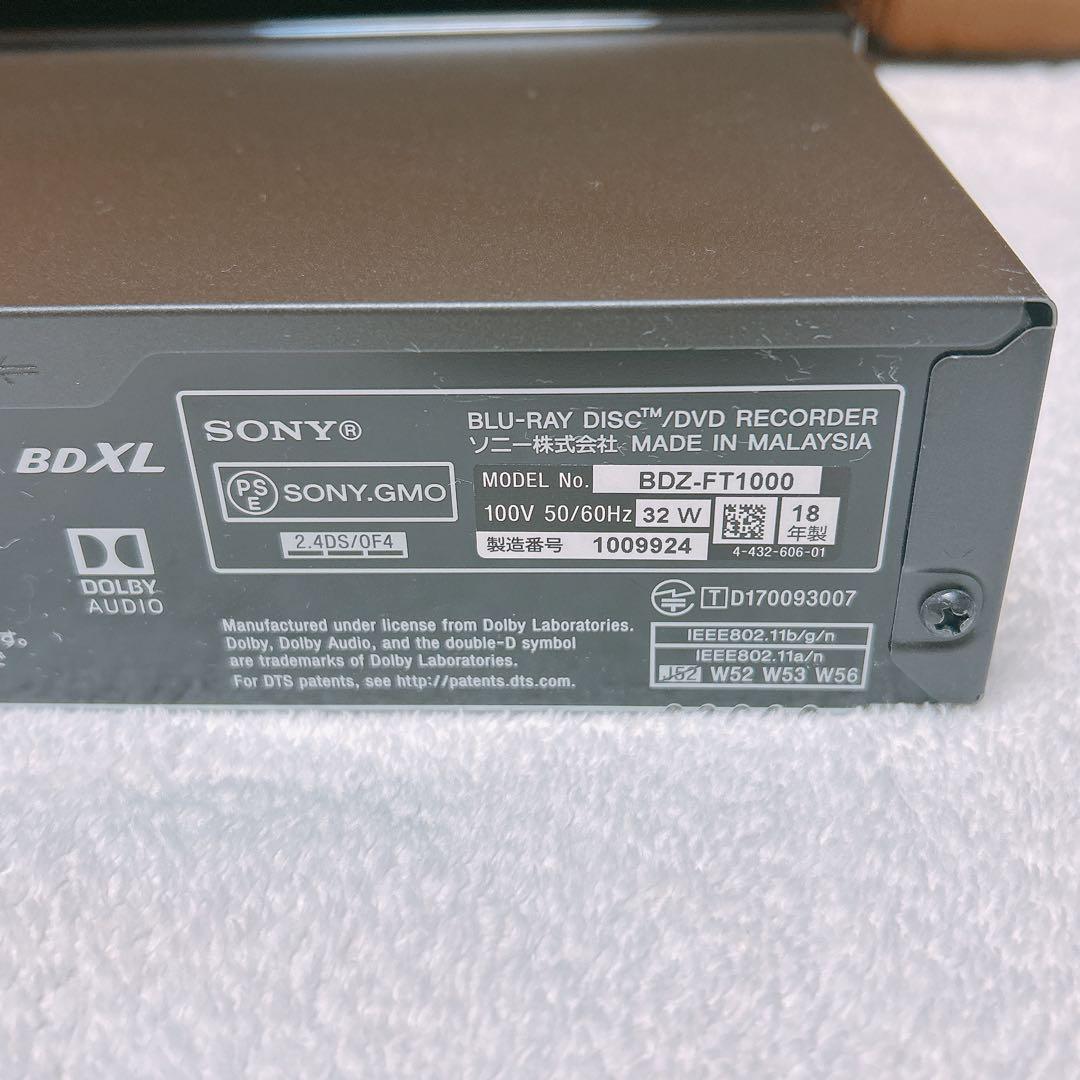 SONY®
BLU-RAY DISC™/DVD RECORDER
ソニー株式会社 MADE IN MALAYSIA
BDXL
PSE SONY.GMO
MODEL No. BDZ-FT1000
100V 50/60Hz 32 W
18年製
2.4DS/OF4
製造番号 1009924
4-432-606-01
DOLBY
AUDIO
T D170093007
す。
Manufactured under license from Dolby Laboratories.
Dolby, Dolby Audio, and the double-D symbol
are trademarks of Dolby Laboratories.
For DTS patents, see http://patents.dts.com.
IEEE802.11b/g/n
IEEE802.11a/n
J52 W52 W53 W56